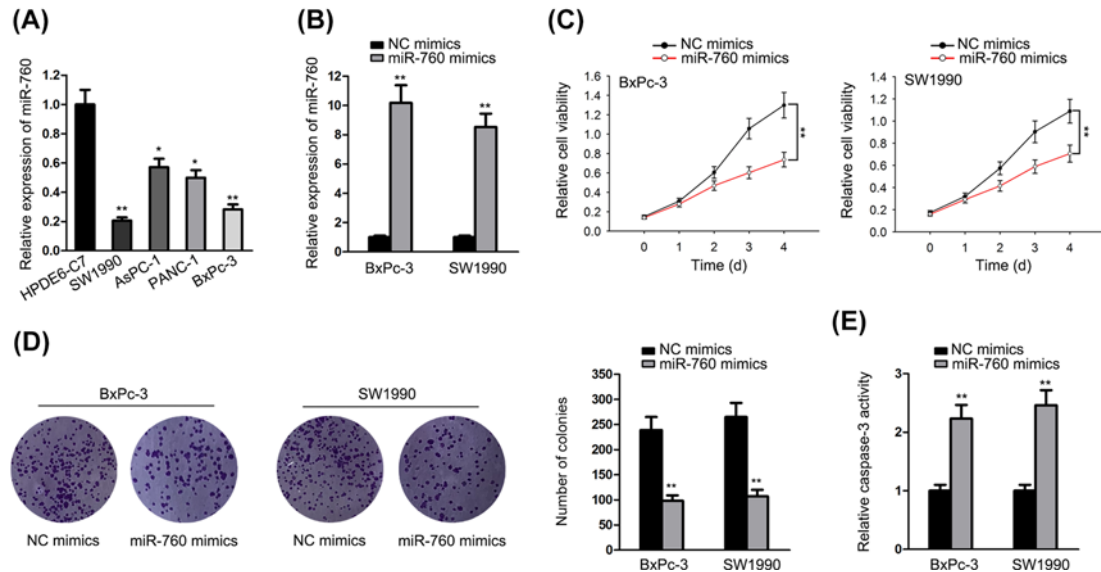 (A)
Relative expression of miR-760
1.2
1.0
0.8
0.6
0.4
0.2
0.0
**
*
*
**
HPDE6-C7
SW1990
AsPC-1
PANC-1
BxPc-3
(B)
NC mimics
miR-760 mimics
Relative expression of miR-760
12
10
8
6
4
2
0
**
**
BxPc-3
SW1990
(C)
NC mimics
miR-760 mimics
BxPc-3
Relative cell viability
1.6
1.4
1.2
1.0
0.8
0.6
0.4
0.2
**
0 1 2 3 4
Time (d)
NC mimics
miR-760 mimics
SW1990
Relative cell viability
1.4
1.2
1.0
0.8
0.6
0.4
0.2
0.0
**
0 1 2 3 4
Time (d)
(D)
BxPc-3
NC mimics
miR-760 mimics
SW1990
NC mimics
miR-760 mimics
NC mimics
miR-760 mimics
Number of colonies
350
300
250
200
150
100
50
0
**
**
BxPc-3
SW1990
(E)
NC mimics
miR-760 mimics
Relative caspase-3 activity
3
2
1
0
**
**
BxPc-3
SW1990